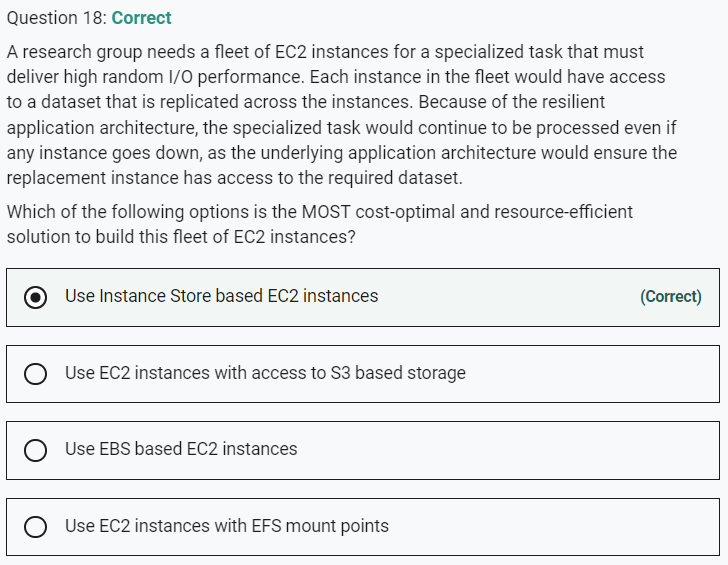 Question 18: Correct
A research group needs a fleet of EC2 instances for a specialized task that must
deliver high random I/O performance. Each instance in the fleet would have access
to a dataset that is replicated across the instances. Because of the resilient
application architecture, the specialized task would continue to be processed even if
any instance goes down, as the underlying application architecture would ensure the
replacement instance has access to the required dataset.
Which of the following options is the MOST cost-optimal and resource-efficient
solution to build this fleet of EC2 instances?
Use Instance Store based EC2 instances (Correct)
Use EC2 instances with access to S3 based storage
Use EBS based EC2 instances
Use EC2 instances with EFS mount points